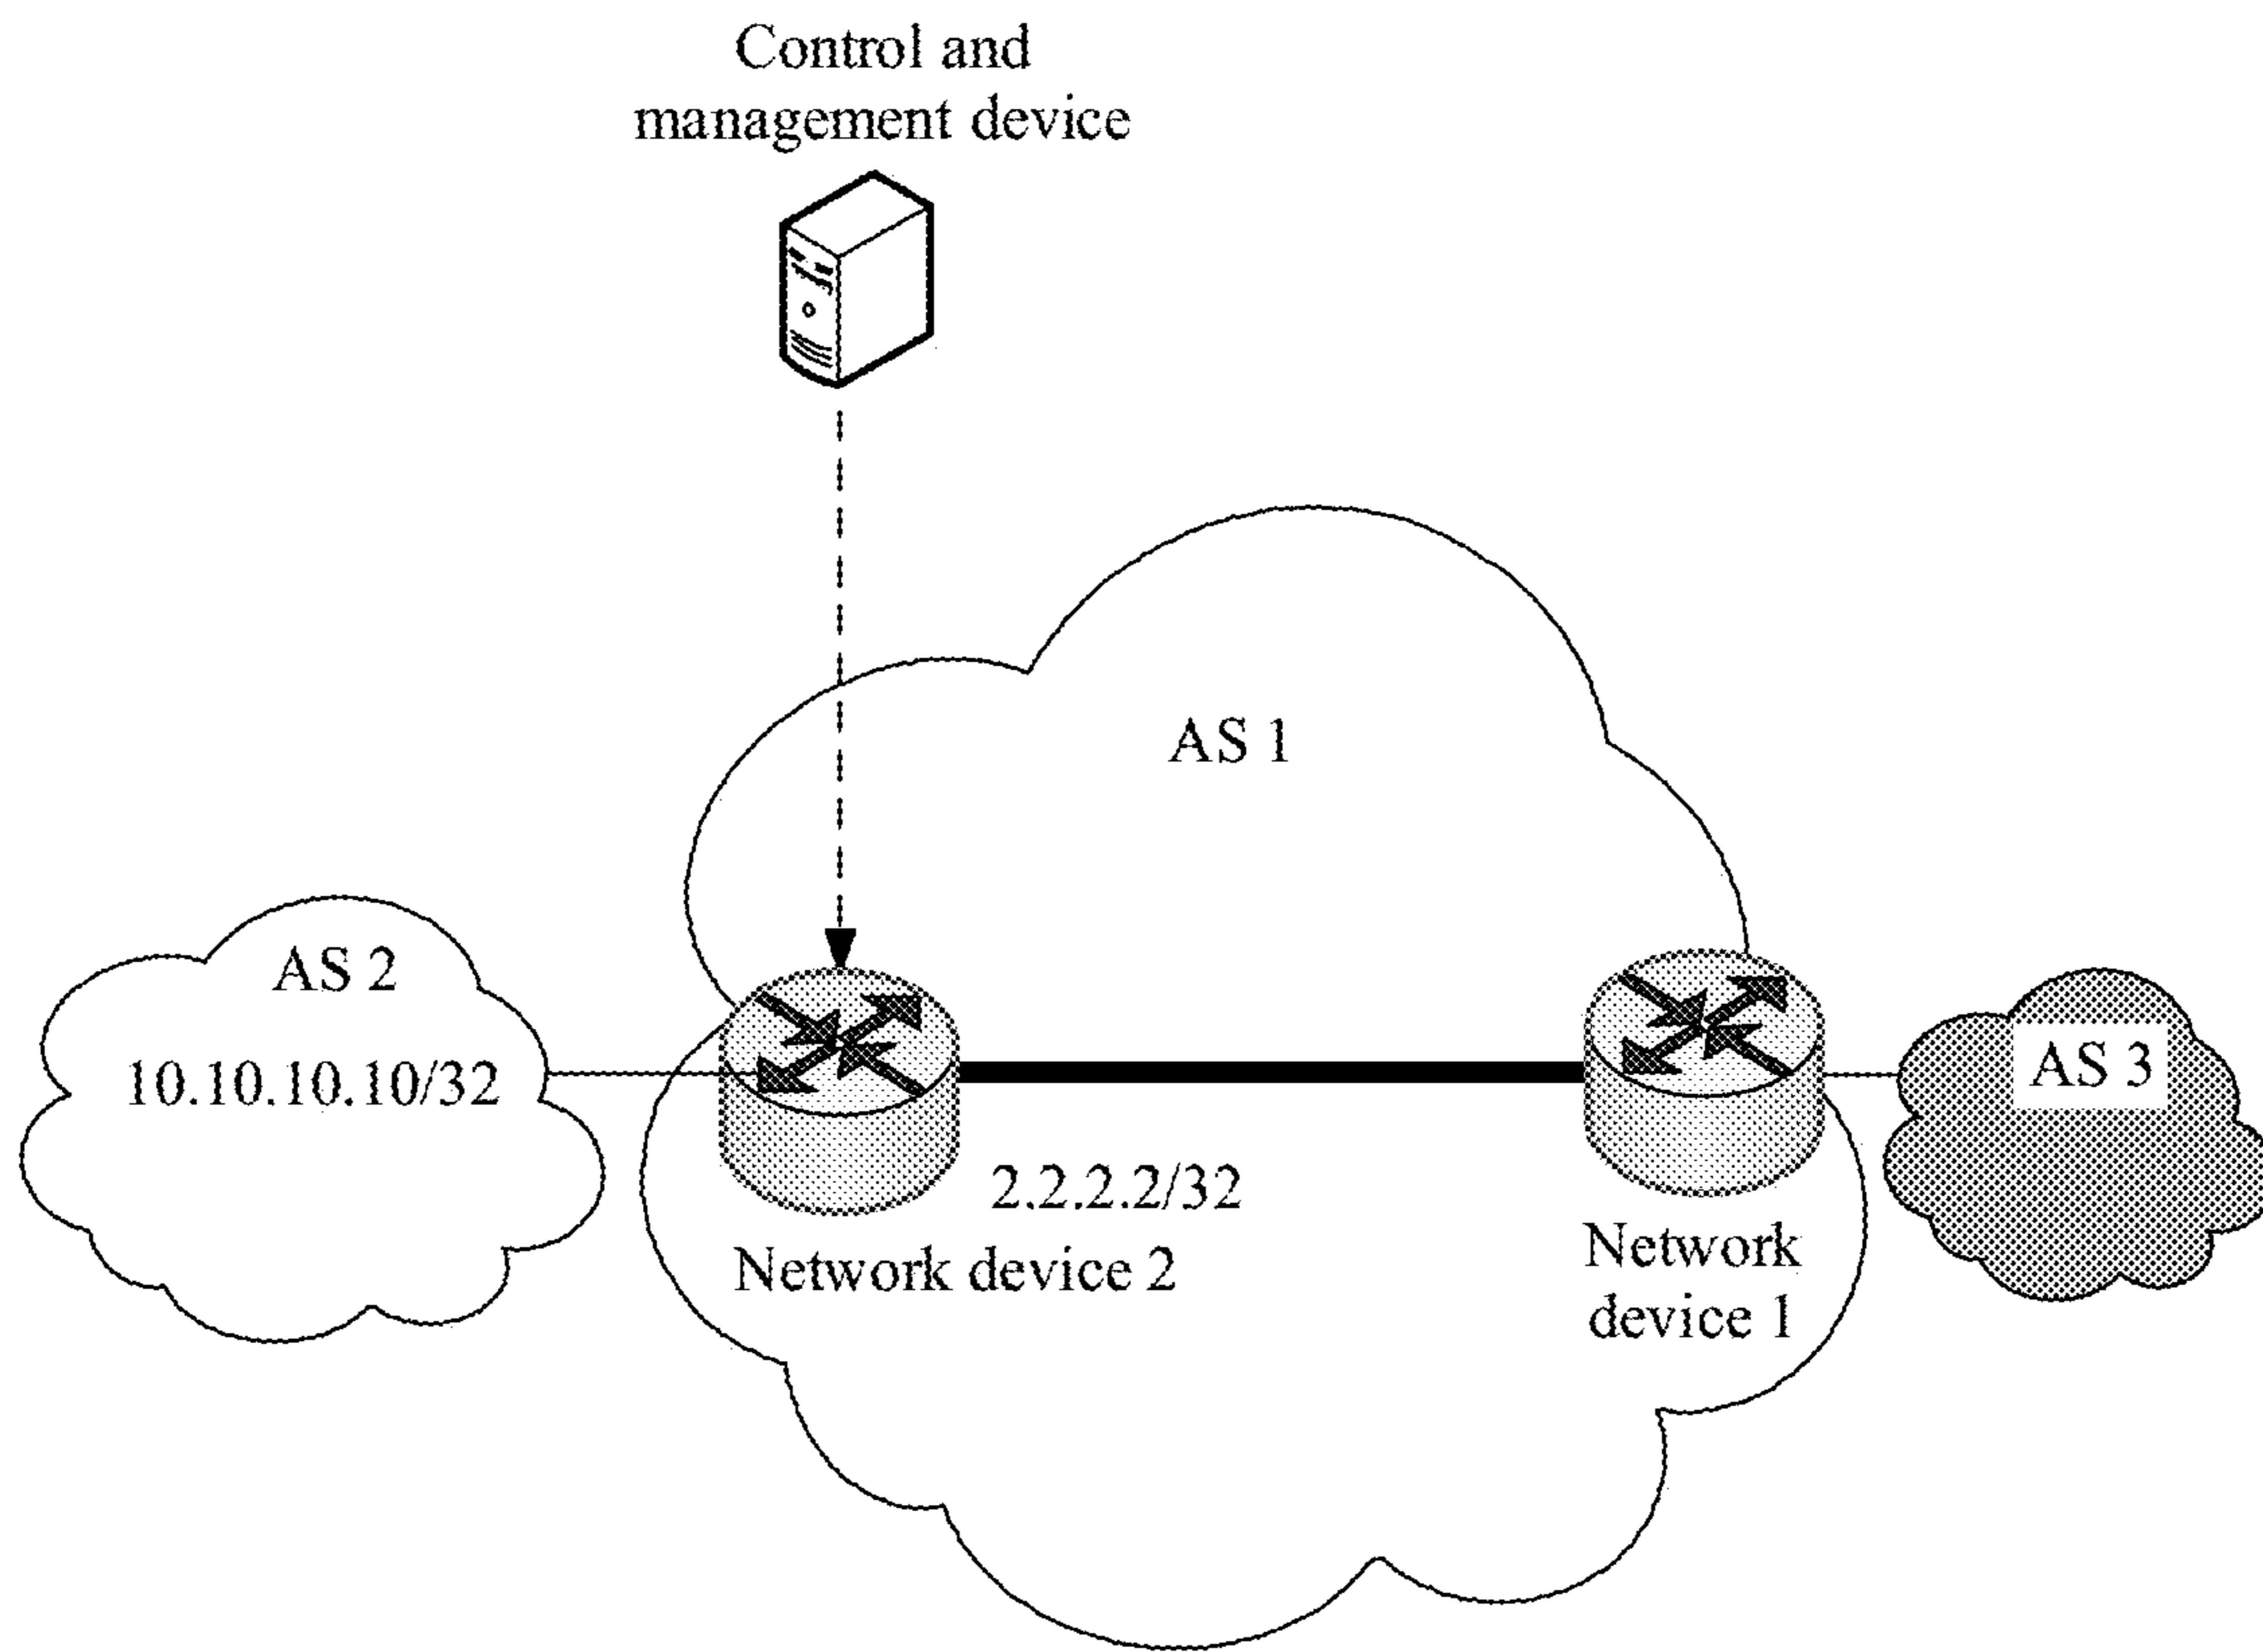 Control and
management device
AS 1
AS 2
10.10.10.10/32
AS 3
2.2.2.2/32
Network device 2
Network
device 1